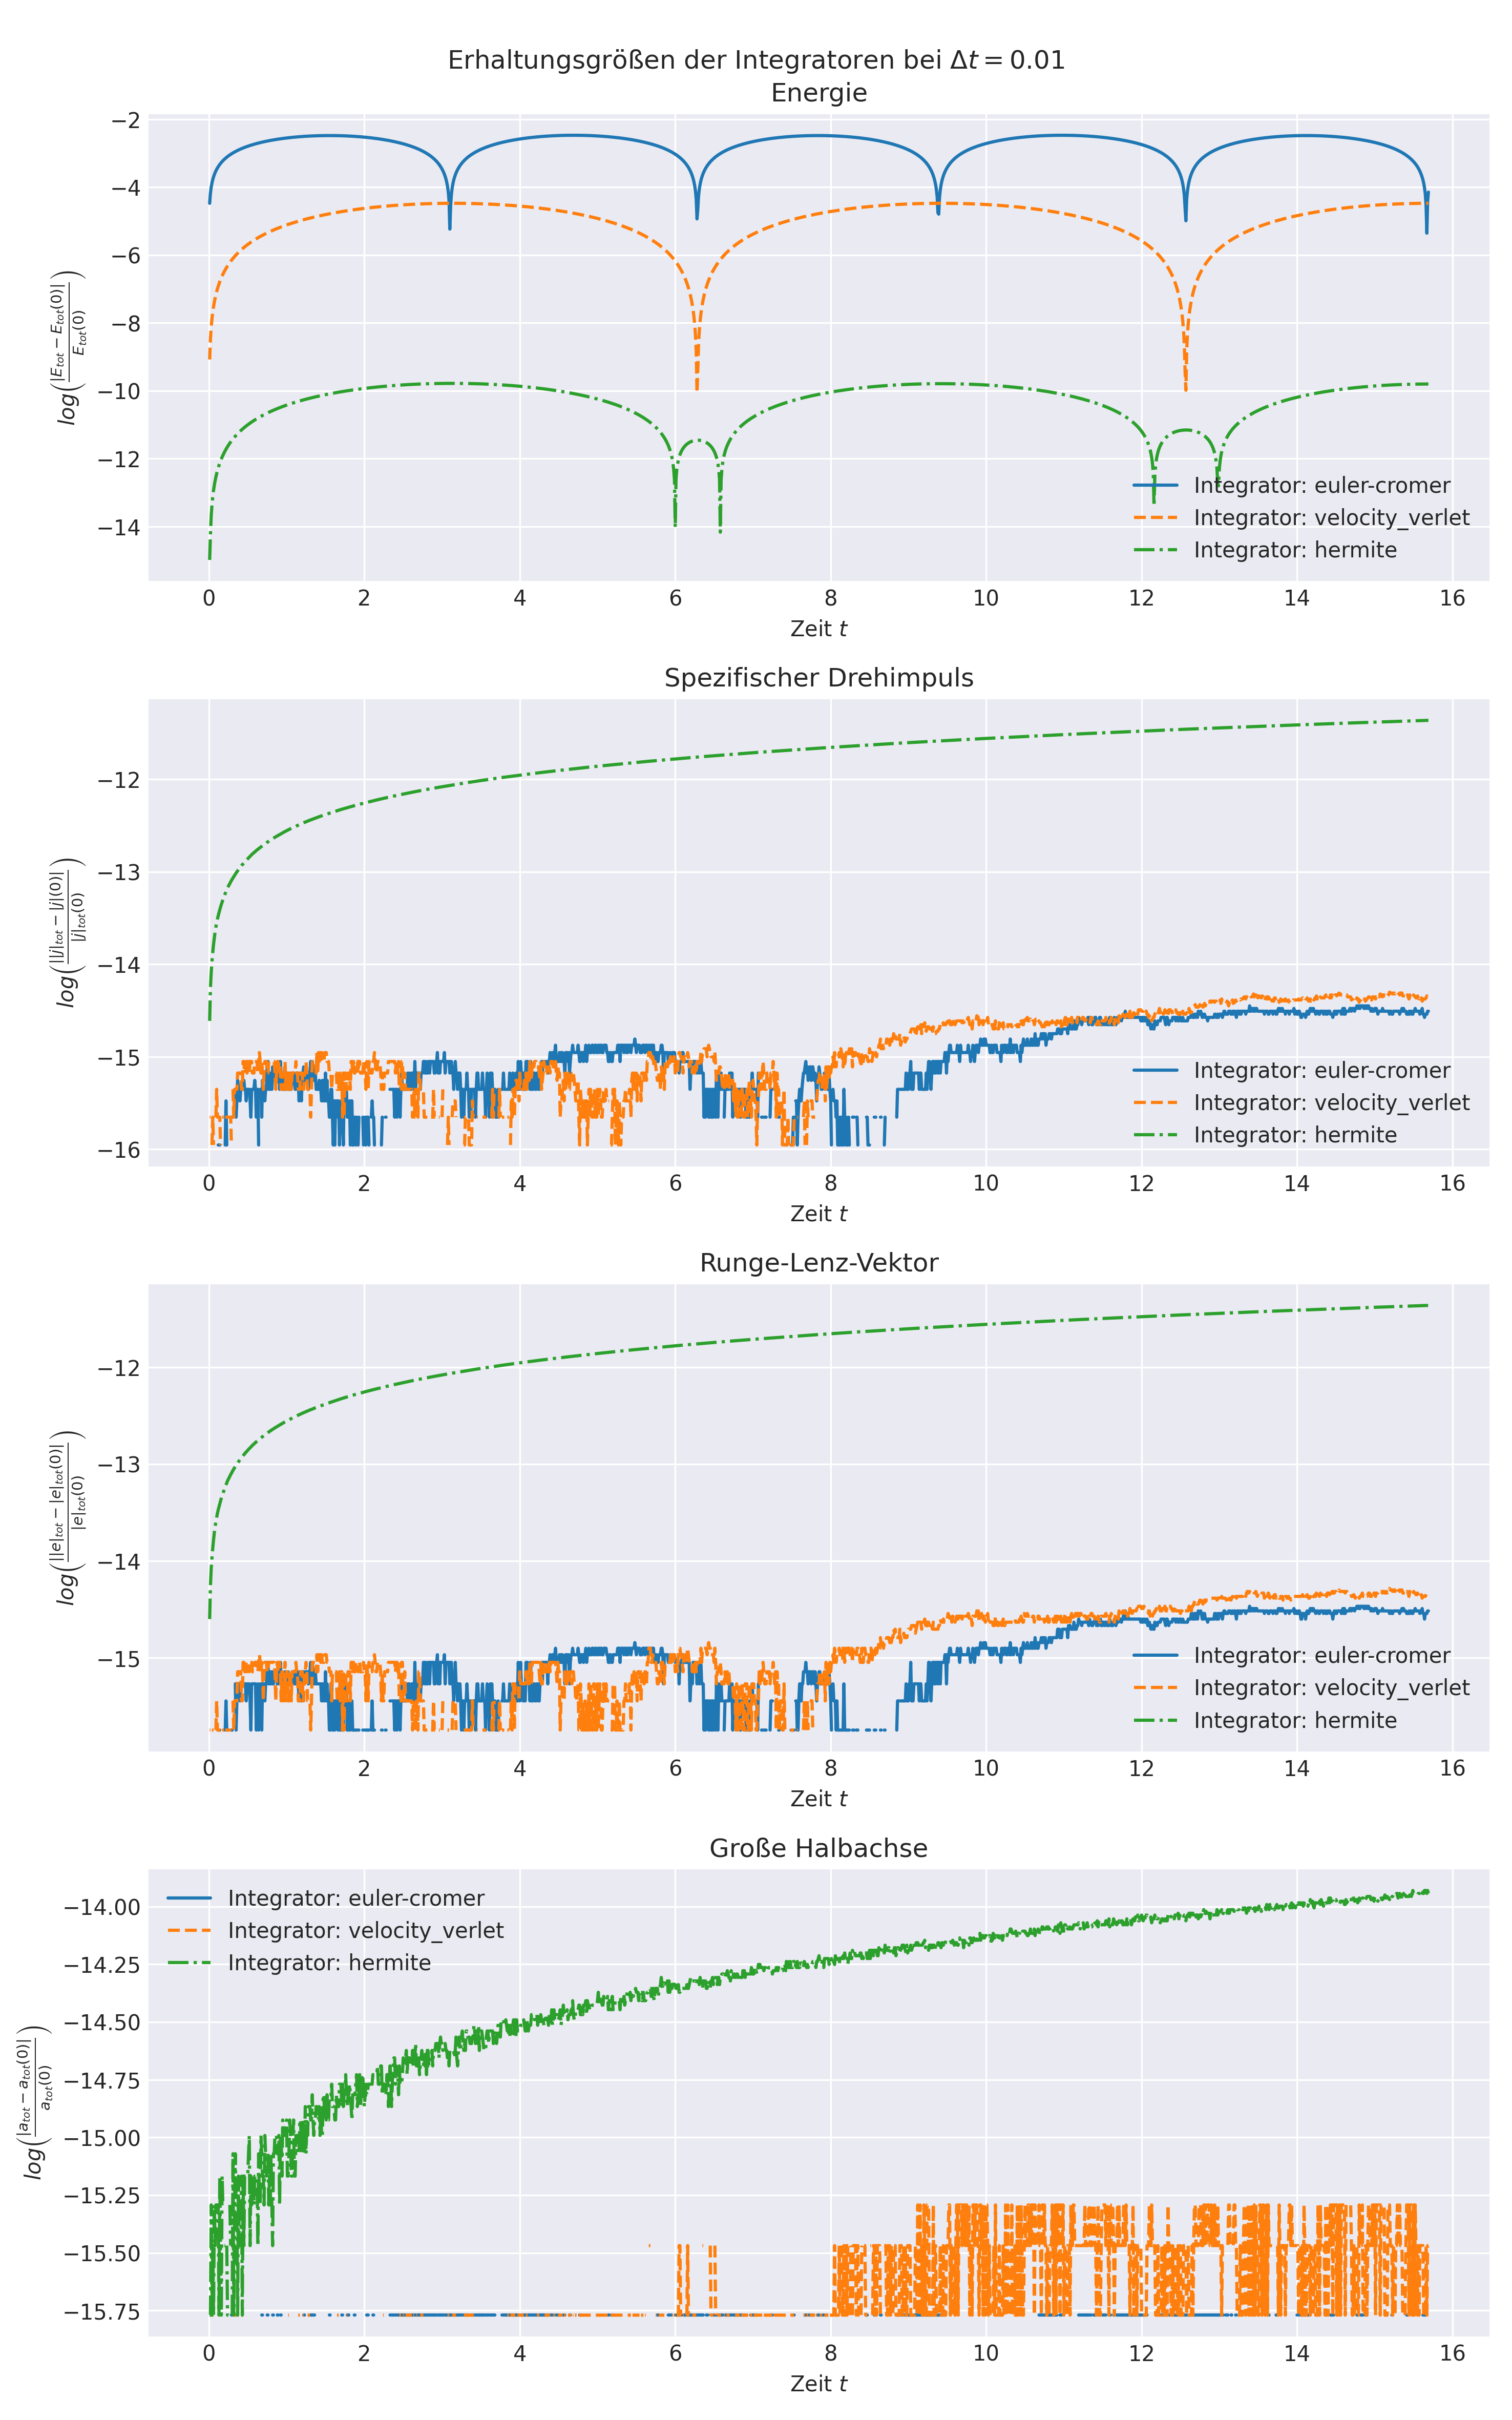 Erhaltungsgrößen der Integratoren bei Δt = 0.01
Energie
−2
−4
−6
−8
−10
−12
−14
log(|E_tot − E_tot(0)| / E_tot(0))
Integrator: euler-cromer
Integrator: velocity_verlet
Integrator: hermite
0 2 4 6 8 10 12 14 16
Zeit t
Spezifischer Drehimpuls
−12
−13
−14
−15
−16
log(||j|_tot − |j|(0)| / |j|_tot(0))
Integrator: euler-cromer
Integrator: velocity_verlet
Integrator: hermite
0 2 4 6 8 10 12 14 16
Zeit t
Runge-Lenz-Vektor
−12
−13
−14
−15
log(||e|_tot − |e|_tot(0)| / |e|_tot(0))
Integrator: euler-cromer
Integrator: velocity_verlet
Integrator: hermite
0 2 4 6 8 10 12 14 16
Zeit t
Große Halbachse
Integrator: euler-cromer
Integrator: velocity_verlet
Integrator: hermite
−14.00
−14.25
−14.50
−14.75
−15.00
−15.25
−15.50
−15.75
log(|a_tot − a_tot(0)| / a_tot(0))
0 2 4 6 8 10 12 14 16
Zeit t